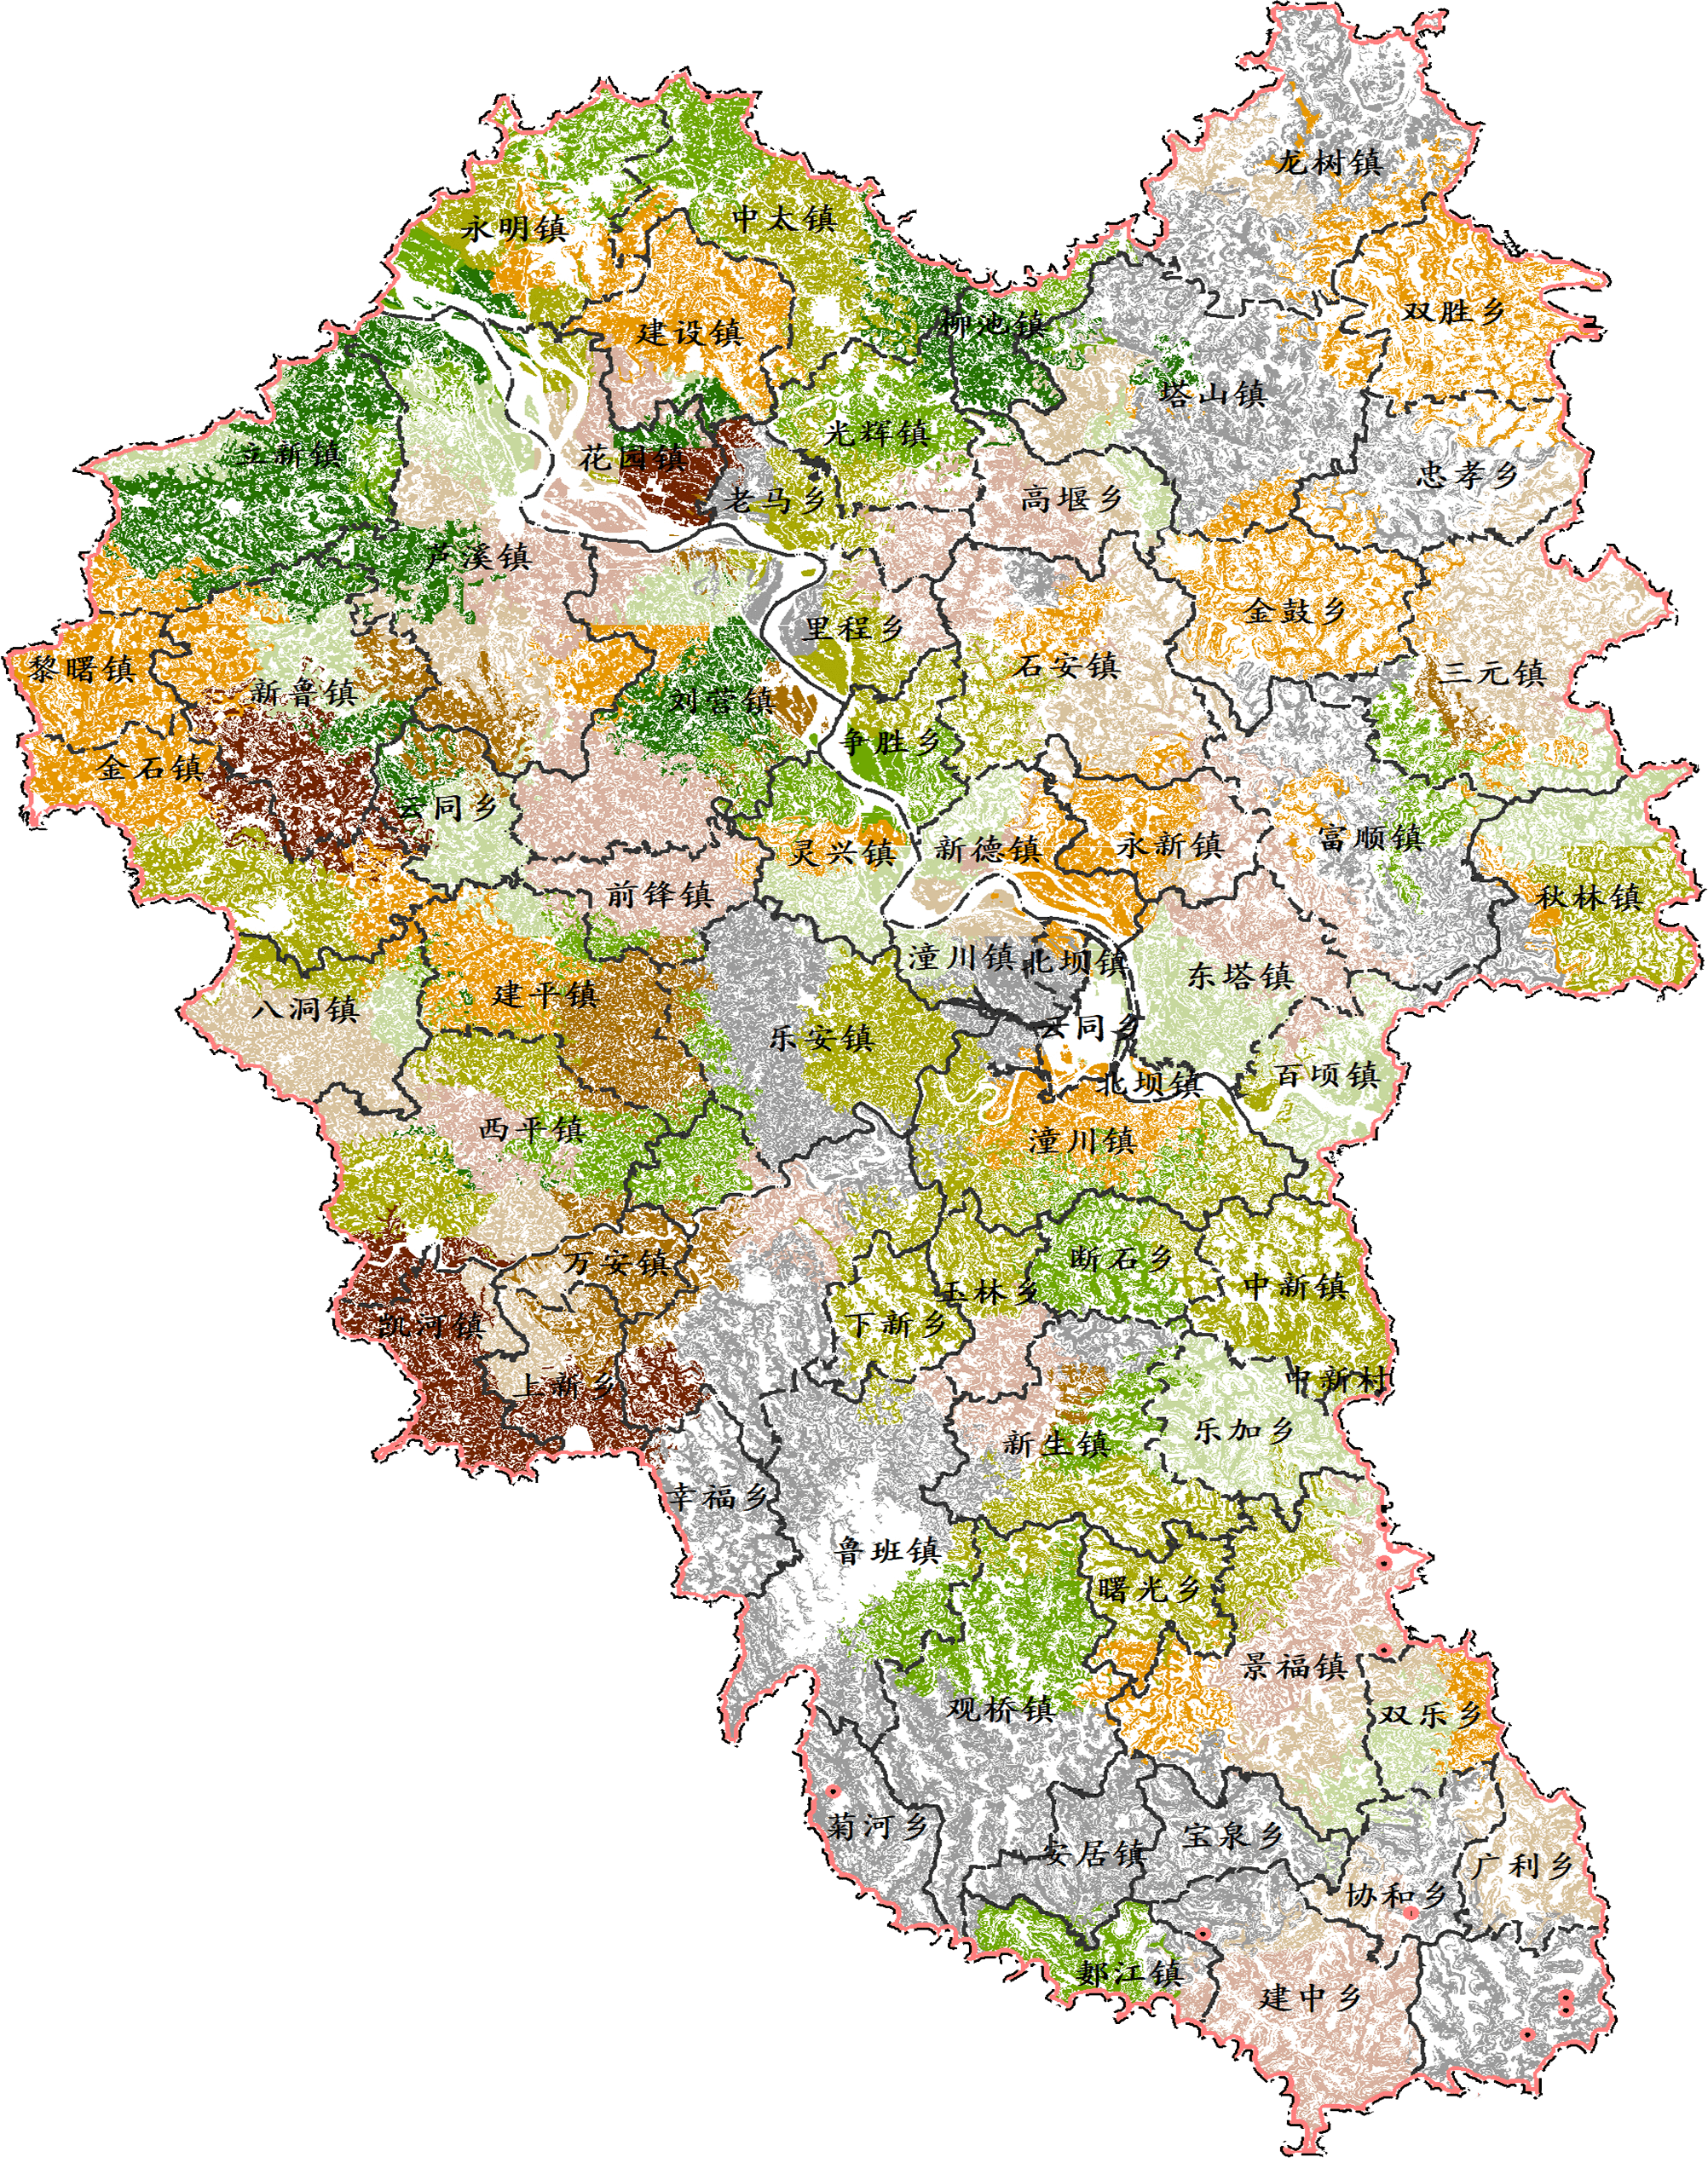 龙树镇
永明镇
中太镇
双胜乡
柳池镇
建设镇
塔山镇
光辉镇
立新镇
花园镇
忠孝乡
老马乡
高堰乡
芦溪镇
金鼓乡
里程乡
黎曙镇
石安镇
三元镇
新鲁镇
刘营镇
争胜乡
金石镇
云同乡
富顺镇
灵兴镇
新德镇
永新镇
前锋镇
秋林镇
潼川镇
北坝镇
东塔镇
建平镇
八洞镇
乐安镇
云同乡
百顷镇
北坝镇
西平镇
潼川镇
断石乡
万安镇
中新镇
玉林乡
下新乡
凯河镇
上新乡
中新村
乐加乡
新生镇
幸福乡
鲁班镇
曙光乡
景福镇
观桥镇
双乐乡
菊河乡
宝泉乡
安居镇
广利乡
协和乡
郪江镇
建中乡